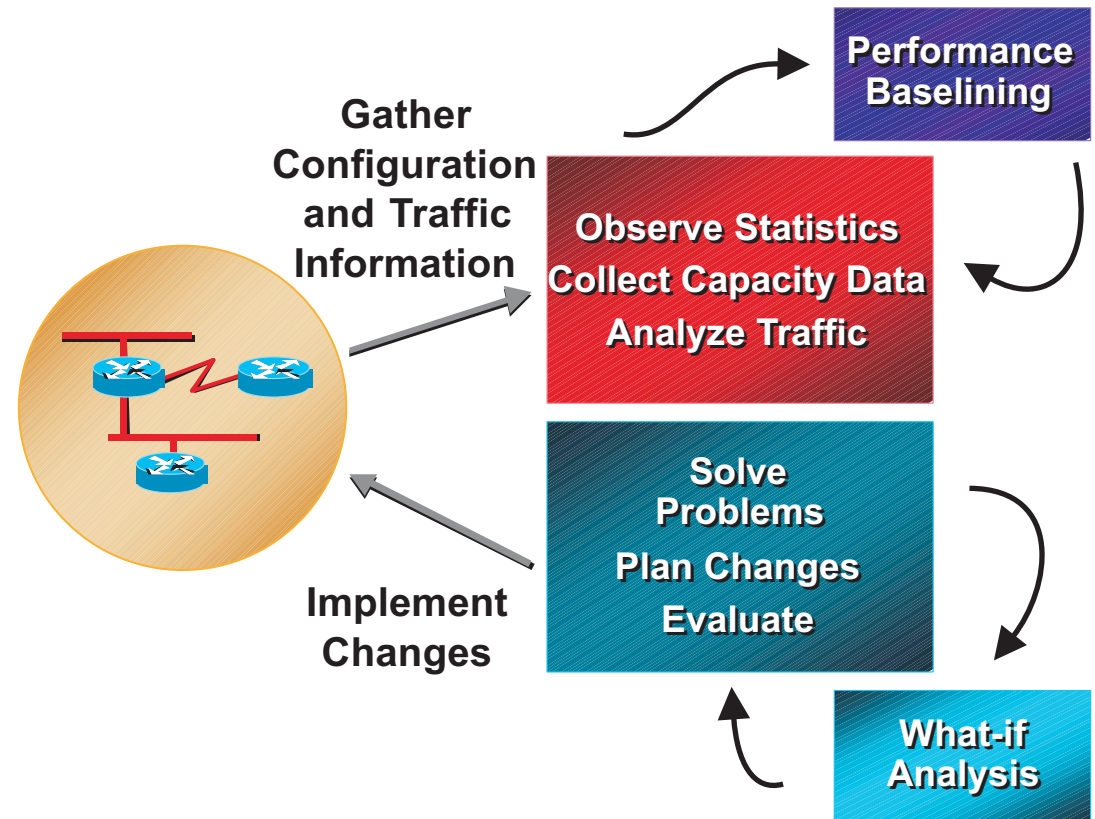 Performance
Baselining
Gather
Configuration
and Traffic
Information
Observe Statistics
Collect Capacity Data
Analyze Traffic
Solve
Problems
Plan Changes
Evaluate
Implement
Changes
What-if
Analysis